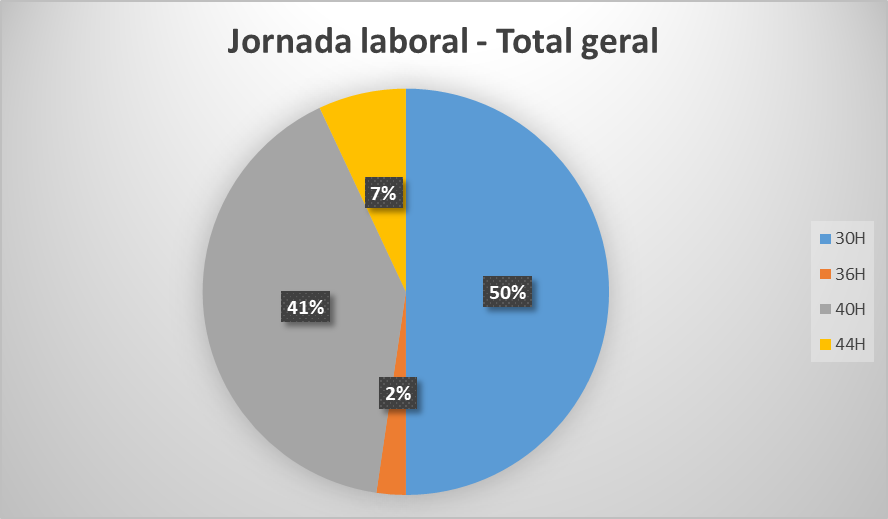 Jornada laboral - Total geral
7%
50%
41%
2%
30H
36H
40H
44H